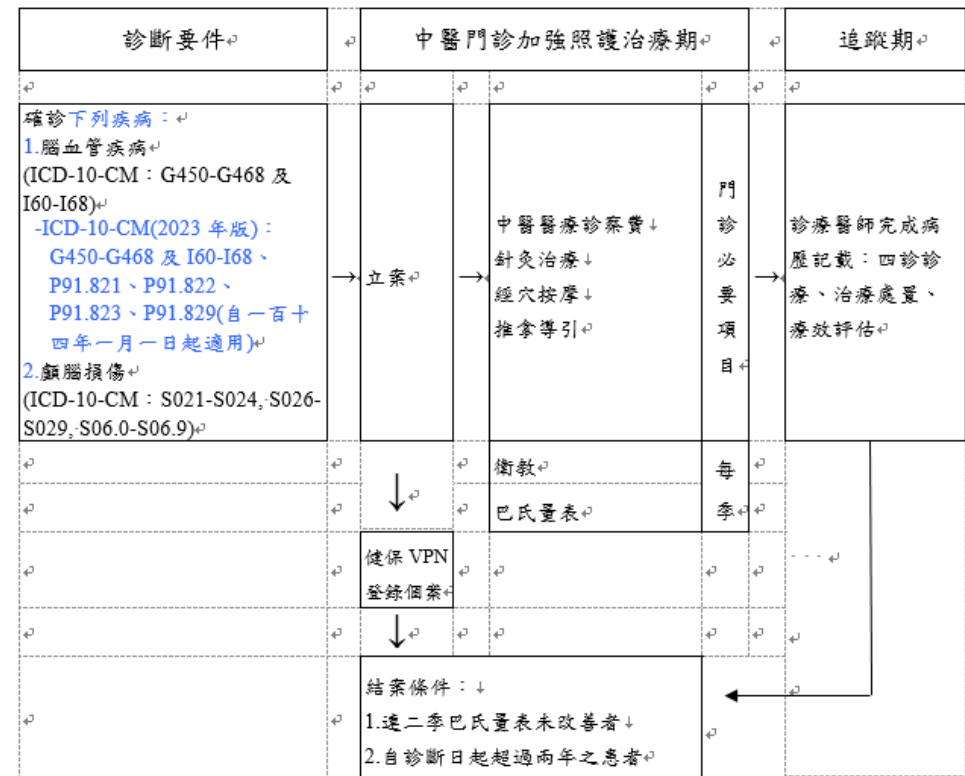 診斷要件
中醫門診加強照護治療期
追蹤期
確診下列疾病：
1.腦血管疾病
(ICD-10-CM：G450-G468 及
I60-I68)
-ICD-10-CM(2023 年版)：
G450-G468 及 I60-I68、
P91.821、P91.822、
P91.823、P91.829(自一百十
四年一月一日起適用)
2.顱腦損傷
(ICD-10-CM：S021-S024, S026-
S029, S06.0-S06.9)
→
立案
→
中醫醫療診察費
針灸治療
經穴按摩
推拿導引
門
診
必
要
項
目
→
診療醫師完成病
歷記載：四診診
療、治療處置、
療效評估
↓
衛教
巴氏量表
每
季
健保 VPN
登錄個案
↓
結案條件：
1.連二季巴氏量表未改善者
2.自診斷日起超過兩年之患者